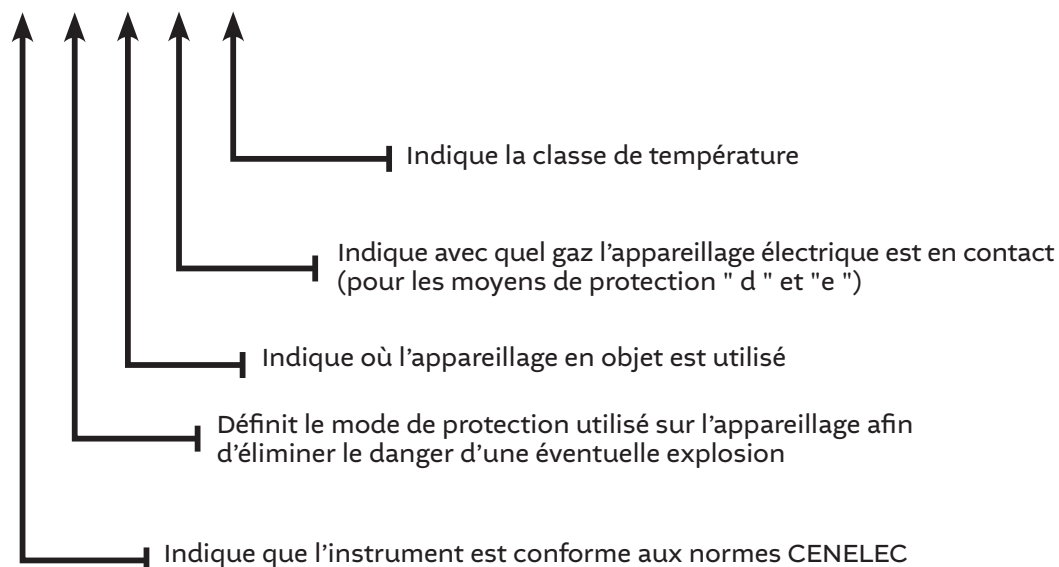 Indique la classe de température
Indique avec quel gaz l'appareillage électrique est en contact
(pour les moyens de protection " d " et "e ")
Indique où l'appareillage en objet est utilisé
Définit le mode de protection utilisé sur l'appareillage afin
d'éliminer le danger d'une éventuelle explosion
Indique que l'instrument est conforme aux normes CENELEC